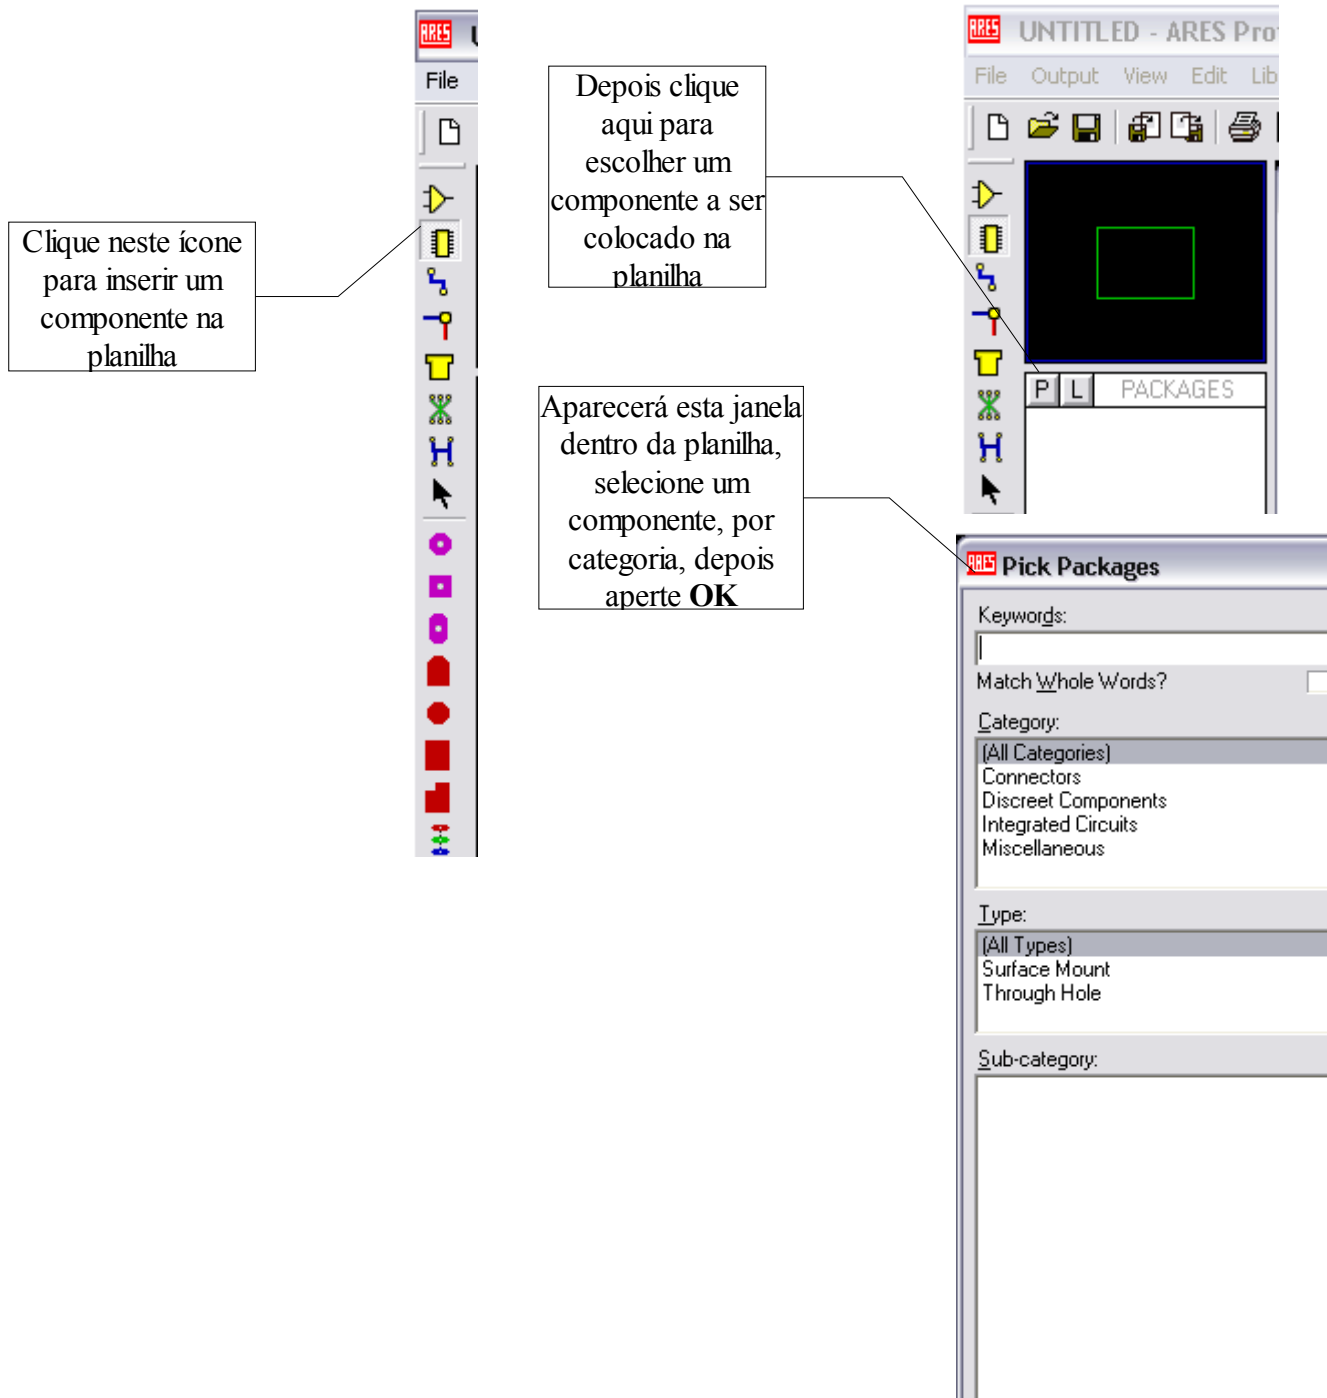 ARES
File
Clique neste ícone
para inserir um
componente na
planilha
Depois clique
aqui para
escolher um
componente a ser
colocado na
planilha
ARES UNTITLED - ARES Pro
File Output View Edit Lib
P L PACKAGES
Aparecerá esta janela
dentro da planilha,
selecione um
componente, por
categoria, depois
aperte OK
ARES Pick Packages
Keywords:
Match Whole Words?
Category:
(All Categories)
Connectors
Discreet Components
Integrated Circuits
Miscellaneous
Type:
(All Types)
Surface Mount
Through Hole
Sub-category: